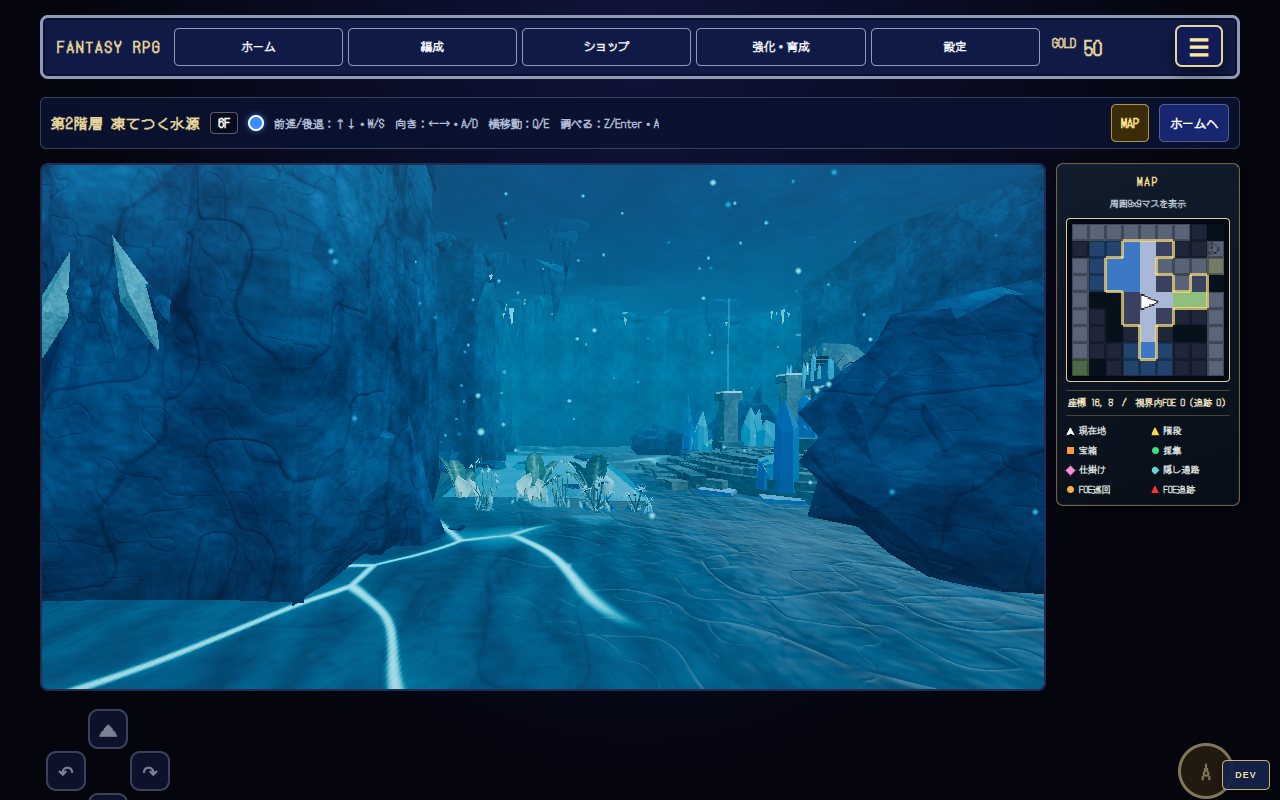 FANTASY RPG
ホーム
編成
ショップ
強化・育成
設定
GOLD 50
第2階層 凍てつく水源 6F 前進/後退：↑↓・W/S 向き：←→・A/D 横移動：Q/E 調べる：Z/Enter・A
MAP
ホームへ
MAP
周囲9x9マスを表示
座標 16, 8 / 視界内FOE 0 (追跡 0)
現在地 階段
宝箱 採集
仕掛け 隠し通路
FOE巡回 FOE追跡
A
DEV